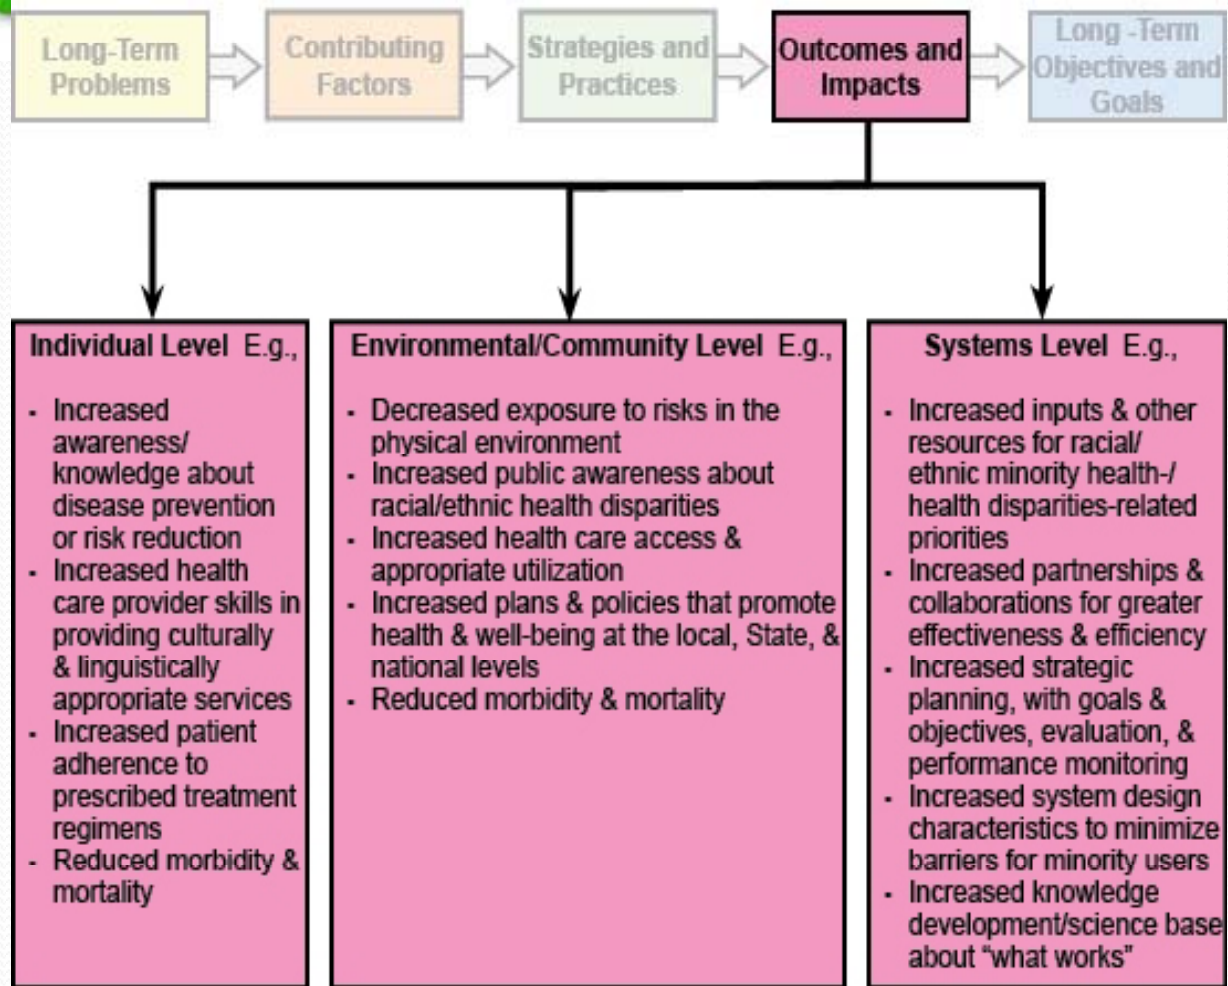 Long-Term
Problems
Contributing
Factors
Strategies and
Practices
Outcomes and
Impacts
Long -Term
Objectives and
Goals
Individual Level E.g.,
- Increased
awareness/
knowledge about
disease prevention
or risk reduction
- Increased health
care provider skills in
providing culturally
& linguistically
appropriate services
- Increased patient
adherence to
prescribed treatment
regimens
- Reduced morbidity &
mortality
Environmental/Community Level E.g.,
- Decreased exposure to risks in the
physical environment
- Increased public awareness about
racial/ethnic health disparities
- Increased health care access &
appropriate utilization
- Increased plans & policies that promote
health & well-being at the local, State, &
national levels
- Reduced morbidity & mortality
Systems Level E.g.,
- Increased inputs & other
resources for racial/
ethnic minority health-/
health disparities-related
priorities
- Increased partnerships &
collaborations for greater
effectiveness & efficiency
- Increased strategic
planning, with goals &
objectives, evaluation, &
performance monitoring
- Increased system design
characteristics to minimize
barriers for minority users
- Increased knowledge
development/science base
about “what works”